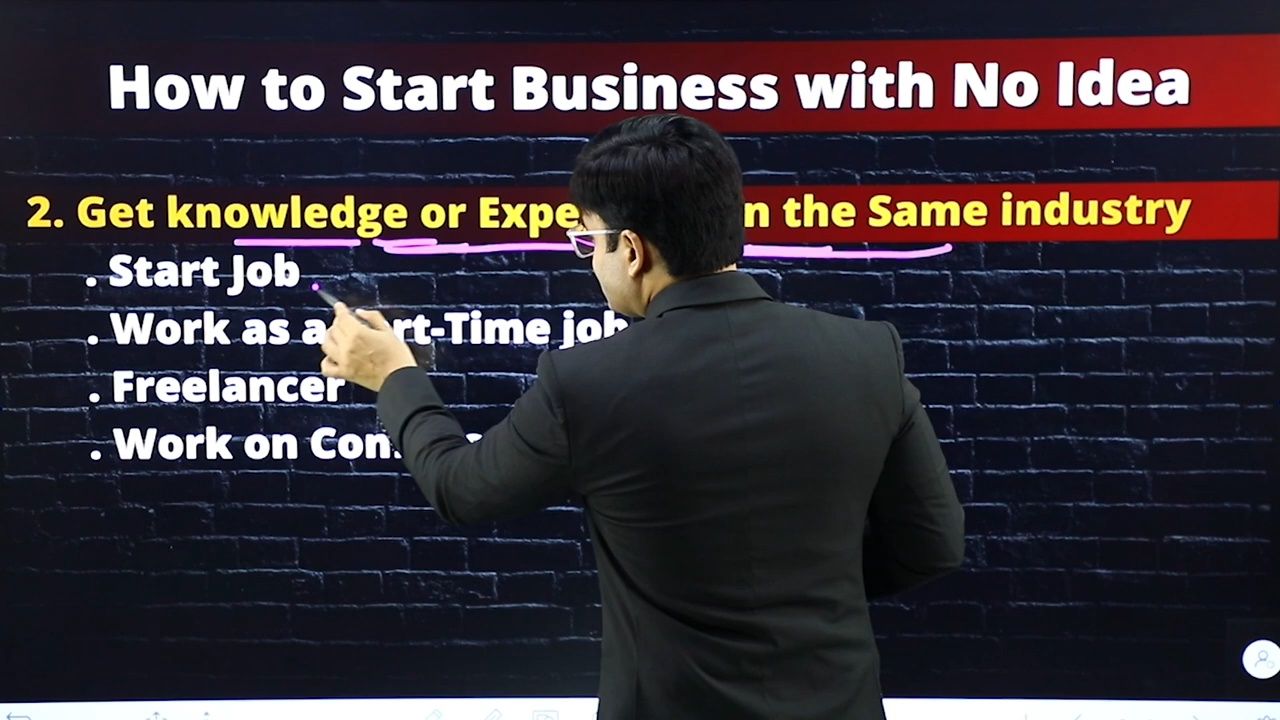 How to Start Business with No Idea
2. Get knowledge or the Same industry
. Start Job
. Work as job
. Freelancer
. Work on